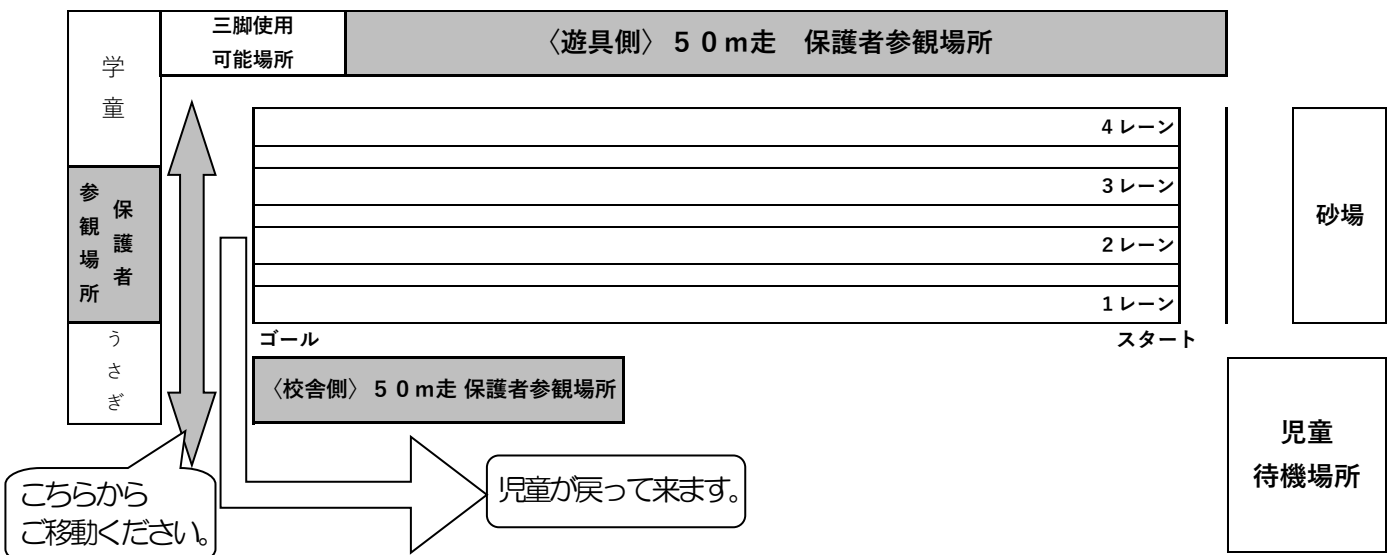 三脚使用
可能場所
〈遊具側〉５０ｍ走　保護者参観場所
学童
4レーン
3レーン
2レーン
1レーン
保護者
参観場所
砂場
うさぎ
ゴール
スタート
〈校舎側〉５０ｍ走 保護者参観場所
児童
待機場所
こちらから
ご移動ください。
児童が戻って来ます。